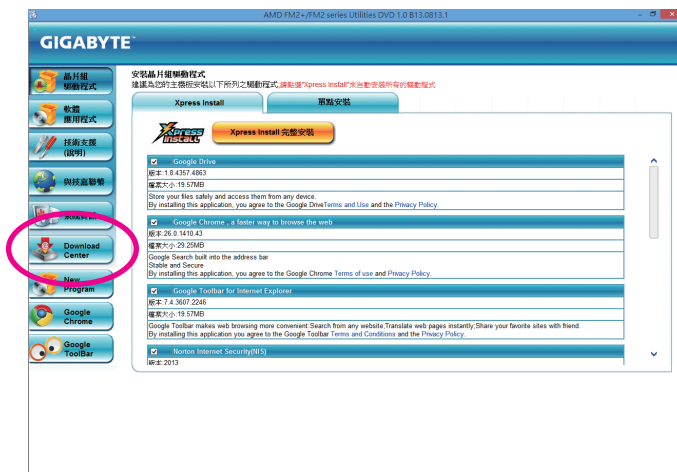 AMD FM2+/FM2 series Utilities DVD 1.0 B13.0813.1
GIGABYTE™
晶片組
驅動程式
軟體
應用程式
技術支援
(說明)
與技嘉聯繫
系統資訊
Download
Center
New
Program
Google
Chrome
Google
ToolBar
安裝晶片組驅動程式
建議為您的主機板安裝以下所列之驅動程式,請點選"Xpress Install"來自動安裝所有的驅動程式
Xpress Install
單點安裝
Xpress
INSTALL
Xpress Install 完整安裝
Google Drive
版本:1.8.4357.4863
檔案大小:19.57MB
Store your files safely and access them from any device.
By installing this application, you agree to the Google DriveTerms and Use and the Privacy Policy.
Google Chrome , a faster way to browse the web
版本:26.0.1410.43
檔案大小:29.25MB
Google Search built into the address bar
Stable and Secure
By installing this application, you agree to the Google Chrome Terms of use and Privacy Policy.
Google Toolbar for Internet Explorer
版本:7.4.3607.2246
檔案大小:19.57MB
Google Toolbar makes web browsing more convenient:Search from any website;Translate web pages instantly;Share your favorite sites with friend.
By installing this application you agree to the Google Toolbar Terms and Conditions and the Privacy Policy.
Norton Internet Security(NIS)
版本:2013